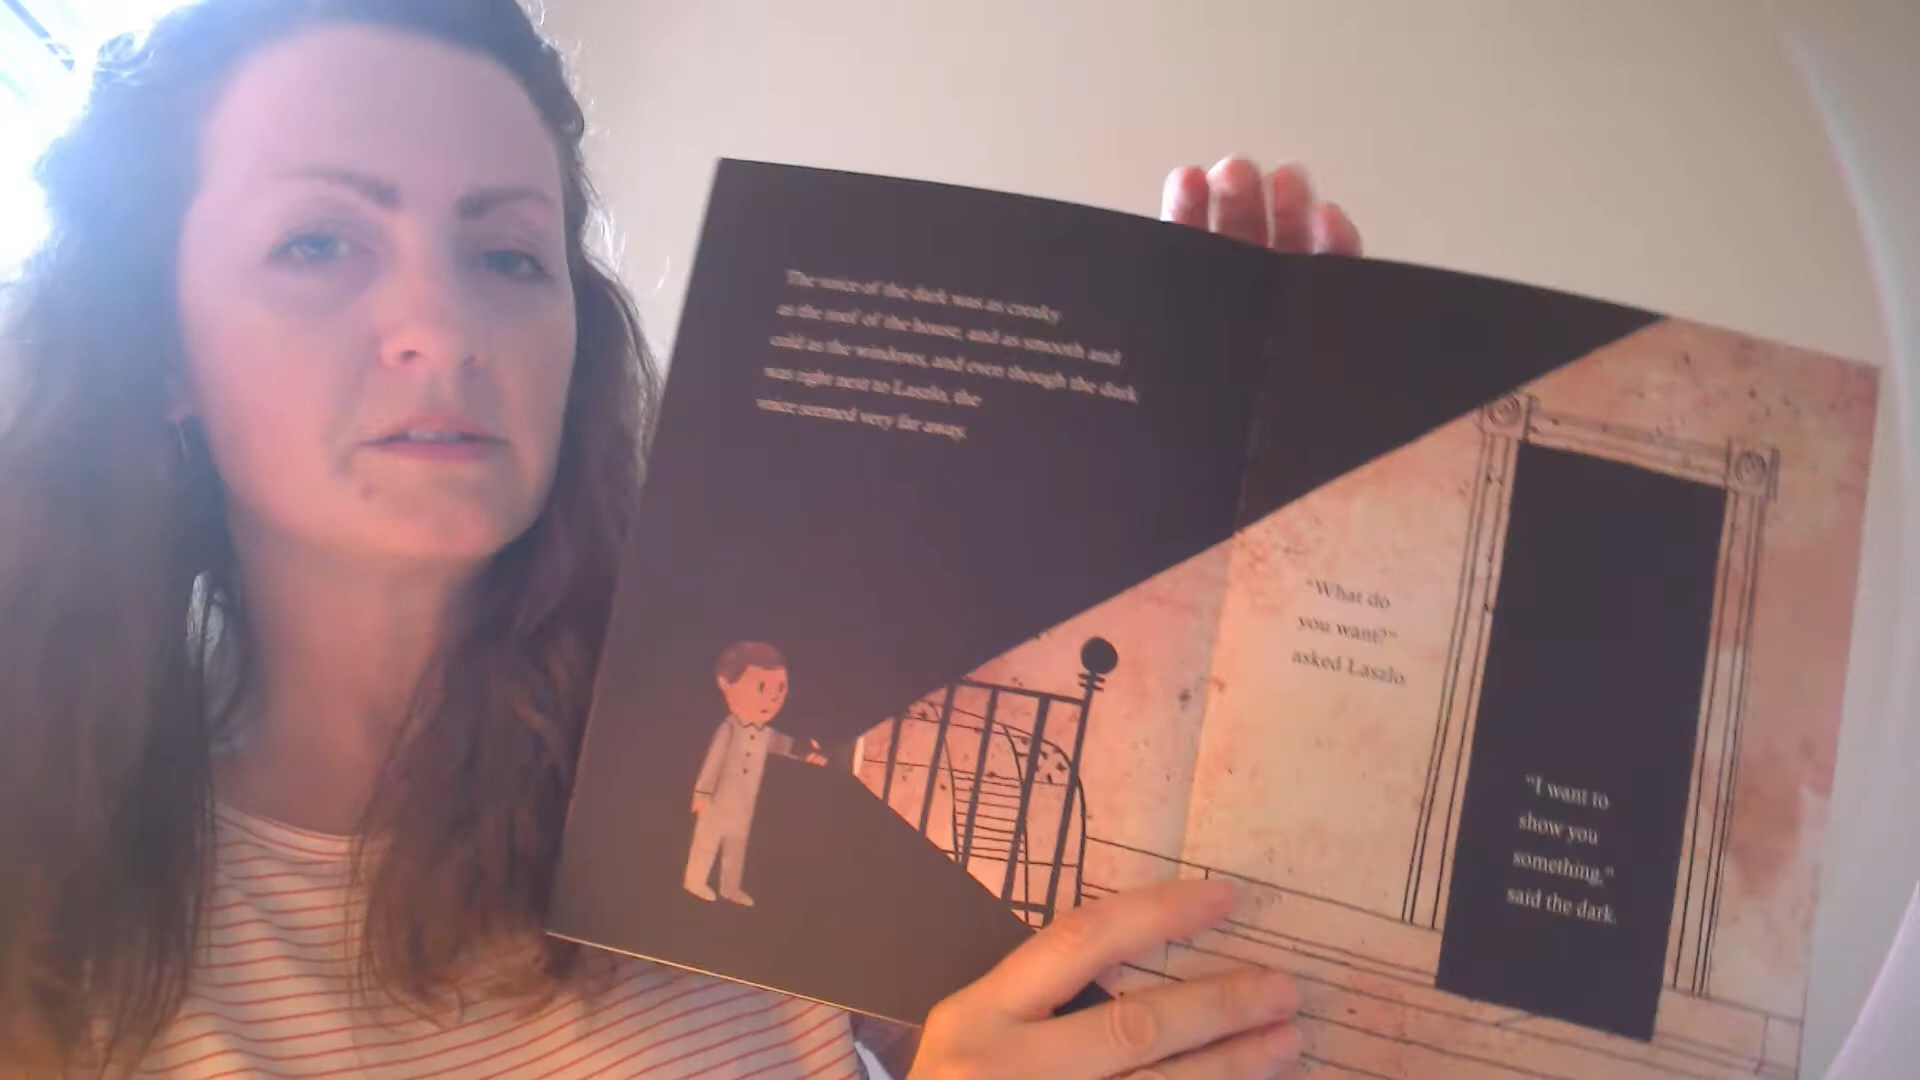 The voice of the dark was as creaky
as the roof of the house, and as smooth and
cold as the windows, and even though the dark
was right next to Laszlo, the
voice seemed very far away.
"What do
you want?"
asked Laszlo.
"I want to
show you
something,"
said the dark.